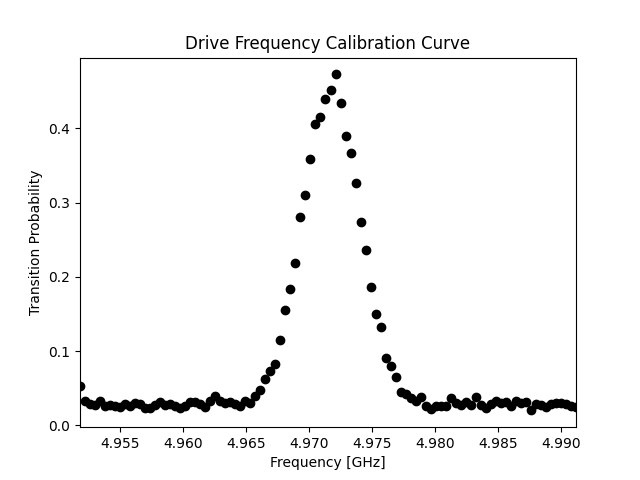 Drive Frequency Calibration Curve
Transition Probability
0.4
0.3
0.2
0.1
0.0
4.955 4.960 4.965 4.970 4.975 4.980 4.985 4.990
Frequency [GHz]